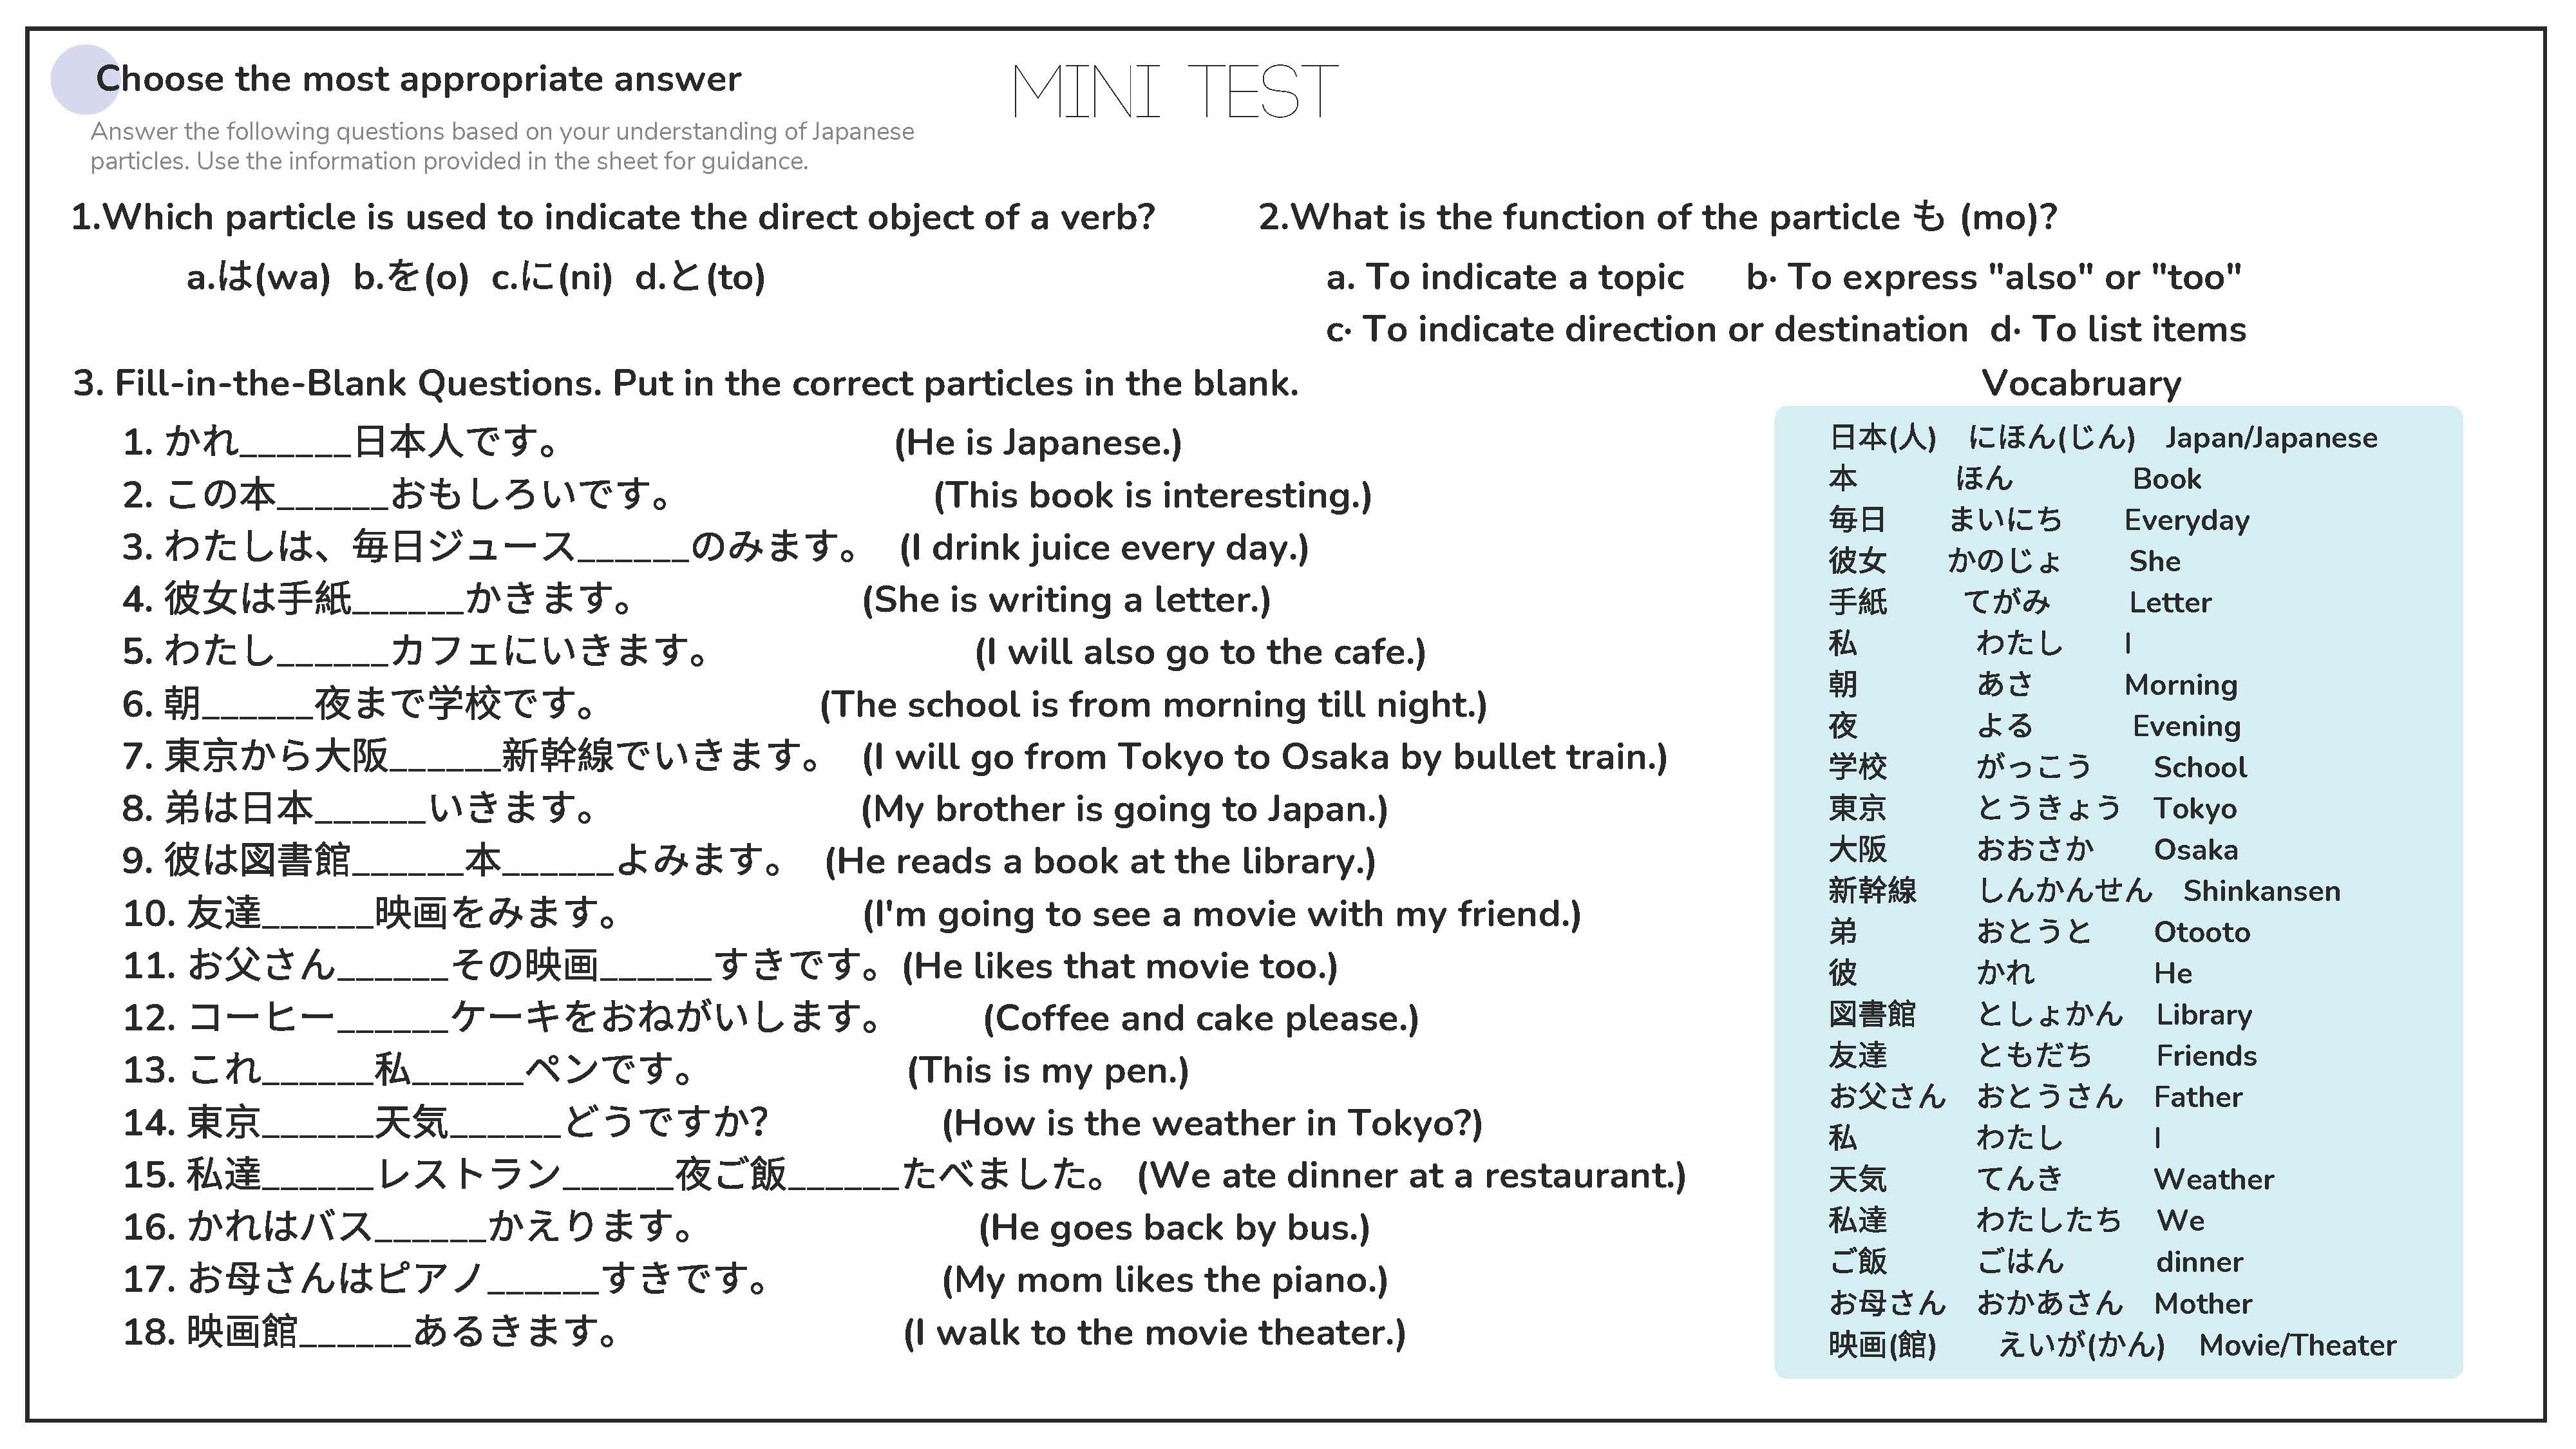 Choose the most appropriate answer
MINI TEST
Answer the following questions based on your understanding of Japanese
particles. Use the information provided in the sheet for guidance.
1.Which particle is used to indicate the direct object of a verb?
a.は(wa) b.を(o) c.に(ni) d.と(to)
2.What is the function of the particle も (mo)?
a. To indicate a topic b· To express "also" or "too"
c· To indicate direction or destination d· To list items
3. Fill-in-the-Blank Questions. Put in the correct particles in the blank.
1. かれ______日本人です。 (He is Japanese.)
2. この本______おもしろいです。 (This book is interesting.)
3. わたしは、毎日ジュース______のみます。 (I drink juice every day.)
4. 彼女は手紙______かきます。 (She is writing a letter.)
5. わたし______カフェにいきます。 (I will also go to the cafe.)
6. 朝______夜まで学校です。 (The school is from morning till night.)
7. 東京から大阪______新幹線でいきます。 (I will go from Tokyo to Osaka by bullet train.)
8. 弟は日本______いきます。 (My brother is going to Japan.)
9. 彼は図書館______本______よみます。 (He reads a book at the library.)
10. 友達______映画をみます。 (I'm going to see a movie with my friend.)
11. お父さん______その映画______すきです。 (He likes that movie too.)
12. コーヒー______ケーキをおねがいします。 (Coffee and cake please.)
13. これ______私______ペンです。 (This is my pen.)
14. 東京______天気______どうですか? (How is the weather in Tokyo?)
15. 私達______レストラン______夜ご飯______たべました。 (We ate dinner at a restaurant.)
16. かれはバス______かえります。 (He goes back by bus.)
17. お母さんはピアノ______すきです。 (My mom likes the piano.)
18. 映画館______あるきます。 (I walk to the movie theater.)
Vocabruary
日本(人) にほん(じん) Japan/Japanese
本 ほん Book
毎日 まいにち Everyday
彼女 かのじょ She
手紙 てがみ Letter
私 わたし I
朝 あさ Morning
夜 よる Evening
学校 がっこう School
東京 とうきょう Tokyo
大阪 おおさか Osaka
新幹線 しんかんせん Shinkansen
弟 おとうと Otooto
彼 かれ He
図書館 としょかん Library
友達 ともだち Friends
お父さん おとうさん Father
私 わたし I
天気 てんき Weather
私達 わたしたち We
ご飯 ごはん dinner
お母さん おかあさん Mother
映画(館) えいが(かん) Movie/Theater